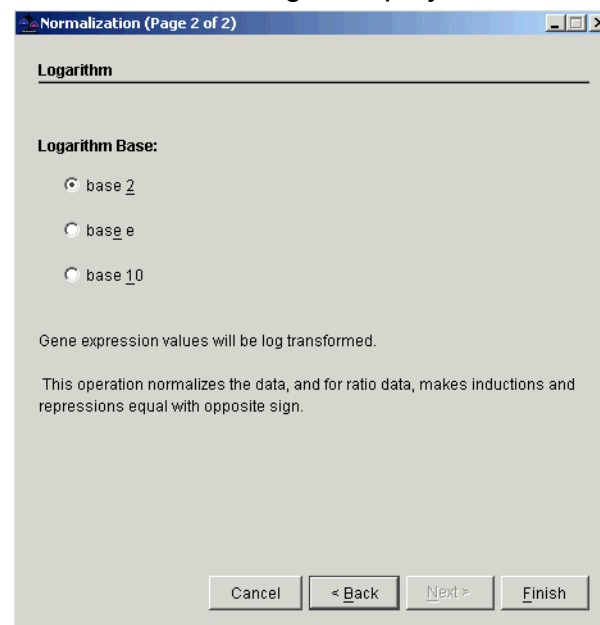 Normalization (Page 2 of 2)
Logarithm
Logarithm Base:
base 2
base e
base 10
Gene expression values will be log transformed.
This operation normalizes the data, and for ratio data, makes inductions and
repressions equal with opposite sign.
Cancel
< Back
Next >
Finish